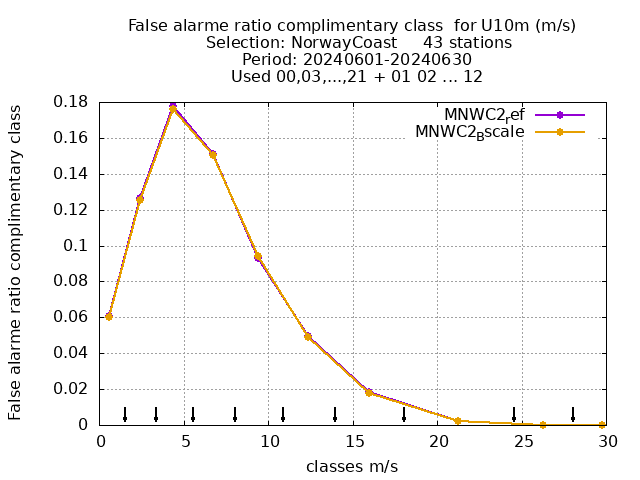 False alarme ratio complimentary class  for U10m (m/s)
Selection: NorwayCoast     43 stations
Period: 20240601-20240630
Used 00,03,...,21 + 01 02 ... 12
False alarme ratio complimentary class
0.18
0.16
0.14
0.12
0.1
0.08
0.06
0.04
0.02
0
MNWC2ref
MNWC2Bscale
0 5 10 15 20 25 30
classes m/s